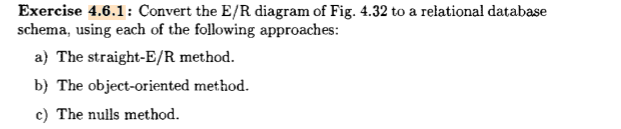 Exercise 4.6.1: Convert the E/R diagram of Fig. 4.32 to a relational database
schema, using each of the following approaches:
a) The straight-E/R method.
b) The object-oriented method.
c) The nulls method.